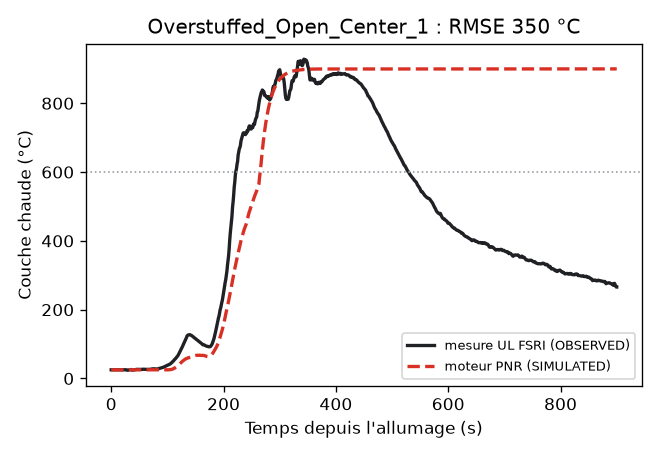 Overstuffed_Open_Center_1 : RMSE 350 °C
Couche chaude (°C)
800
600
400
200
0
mesure UL FSRI (OBSERVED)
moteur PNR (SIMULATED)
0 200 400 600 800
Temps depuis l'allumage (s)